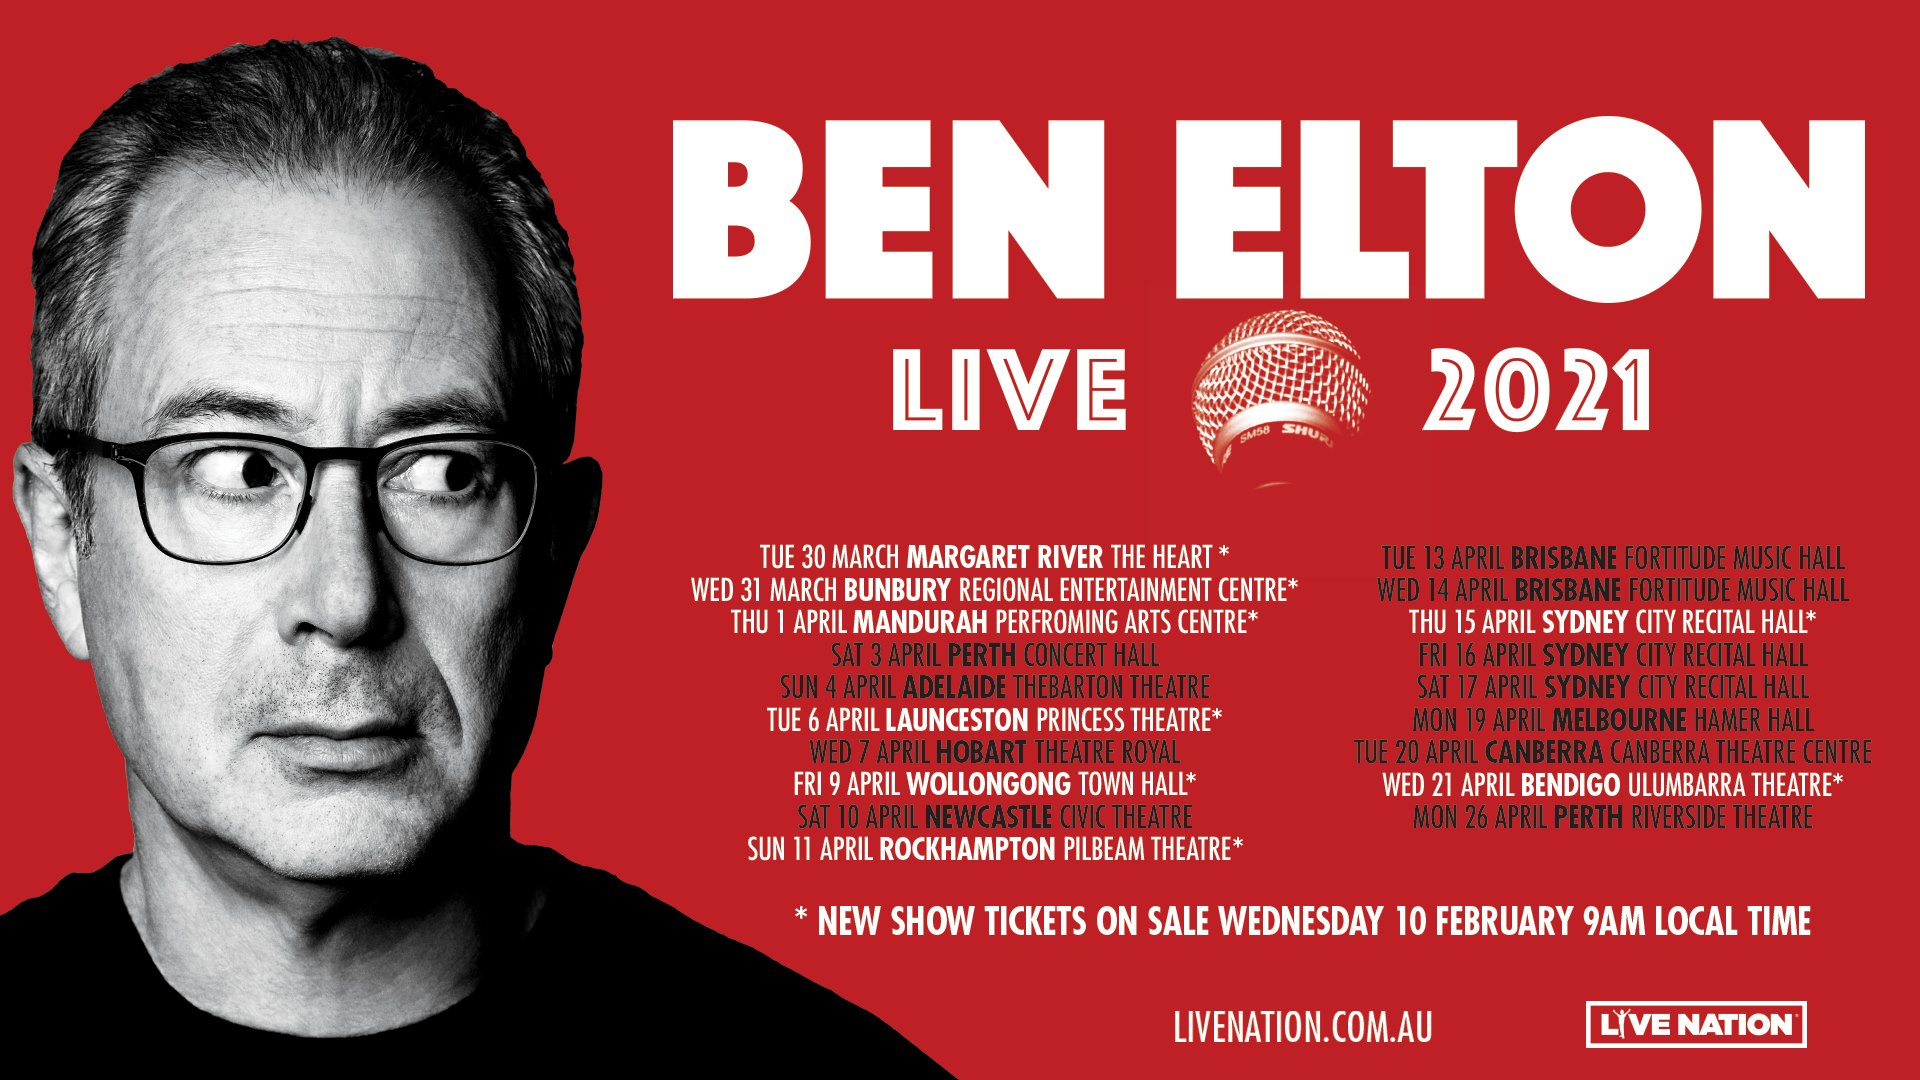 BEN ELTON
LIVE 2021
SM58 SHUR
TUE 30 MARCH MARGARET RIVER THE HEART *
WED 31 MARCH BUNBURY REGIONAL ENTERTAINMENT CENTRE*
THU 1 APRIL MANDURAH PERFROMING ARTS CENTRE*
SAT 3 APRIL PERTH CONCERT HALL
SUN 4 APRIL ADELAIDE THEBARTON THEATRE
TUE 6 APRIL LAUNCESTON PRINCESS THEATRE*
WED 7 APRIL HOBART THEATRE ROYAL
FRI 9 APRIL WOLLONGONG TOWN HALL*
SAT 10 APRIL NEWCASTLE CIVIC THEATRE
SUN 11 APRIL ROCKHAMPTON PILBEAM THEATRE*
TUE 13 APRIL BRISBANE FORTITUDE MUSIC HALL
WED 14 APRIL BRISBANE FORTITUDE MUSIC HALL
THU 15 APRIL SYDNEY CITY RECITAL HALL*
FRI 16 APRIL SYDNEY CITY RECITAL HALL
SAT 17 APRIL SYDNEY CITY RECITAL HALL
MON 19 APRIL MELBOURNE HAMER HALL
TUE 20 APRIL CANBERRA CANBERRA THEATRE CENTRE
WED 21 APRIL BENDIGO ULUMBARRA THEATRE*
MON 26 APRIL PERTH RIVERSIDE THEATRE
* NEW SHOW TICKETS ON SALE WEDNESDAY 10 FEBRUARY 9AM LOCAL TIME
LIVENATION.COM.AU
LIVE NATION